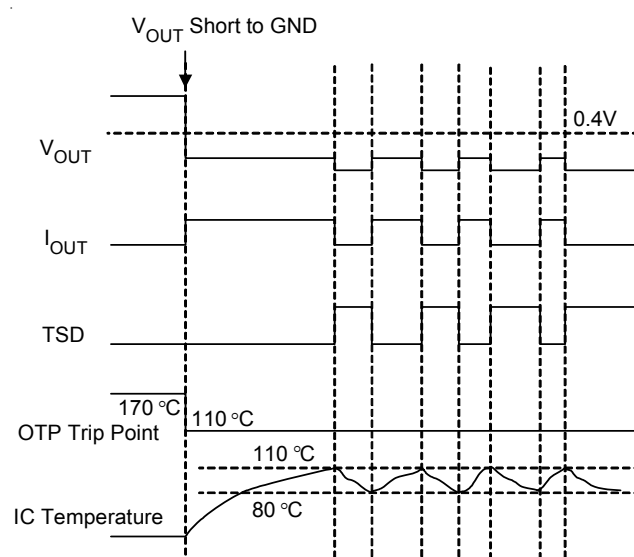 VOUT Short to GND
0.4V
VOUT
IOUT
TSD
170 °C
110 °C
OTP Trip Point
110 °C
80 °C
IC Temperature